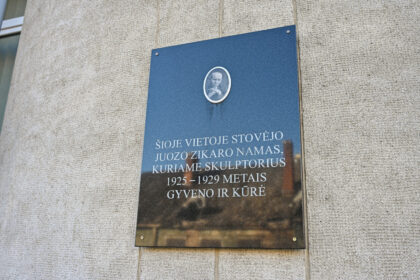 ŠIOJE VIETOJE STOVĖJO
JUOZO ZIKARO NAMAS,
KURIAME SKULPTORIUS
1925 – 1929 METAIS
GYVENO IR KŪRĖ